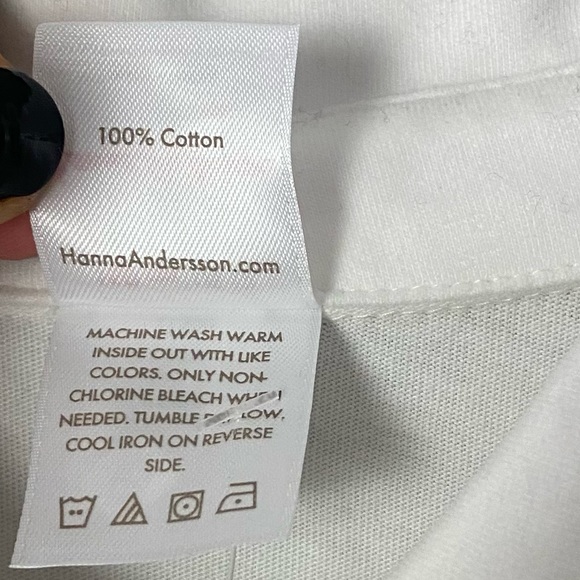 100% Cotton
HannaAndersson.com
MACHINE WASH WARM
INSIDE OUT WITH LIKE
COLORS. ONLY NON-
CHLORINE BLEACH WHEN
NEEDED. TUMBLE LOW.
COOL IRON ON REVERSE
SIDE.